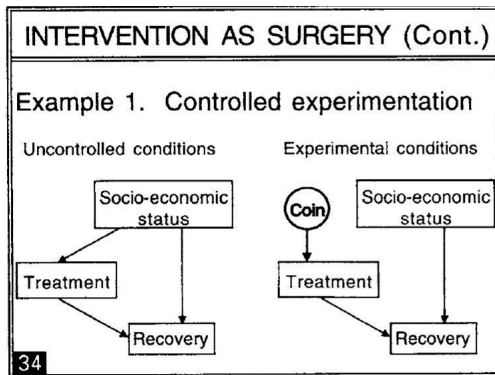 INTERVENTION AS SURGERY (Cont.)
Example 1. Controlled experimentation
Uncontrolled conditions
Experimental conditions
Socio-economic
status
Treatment
Recovery
Coin
Socio-economic
status
Treatment
Recovery
34